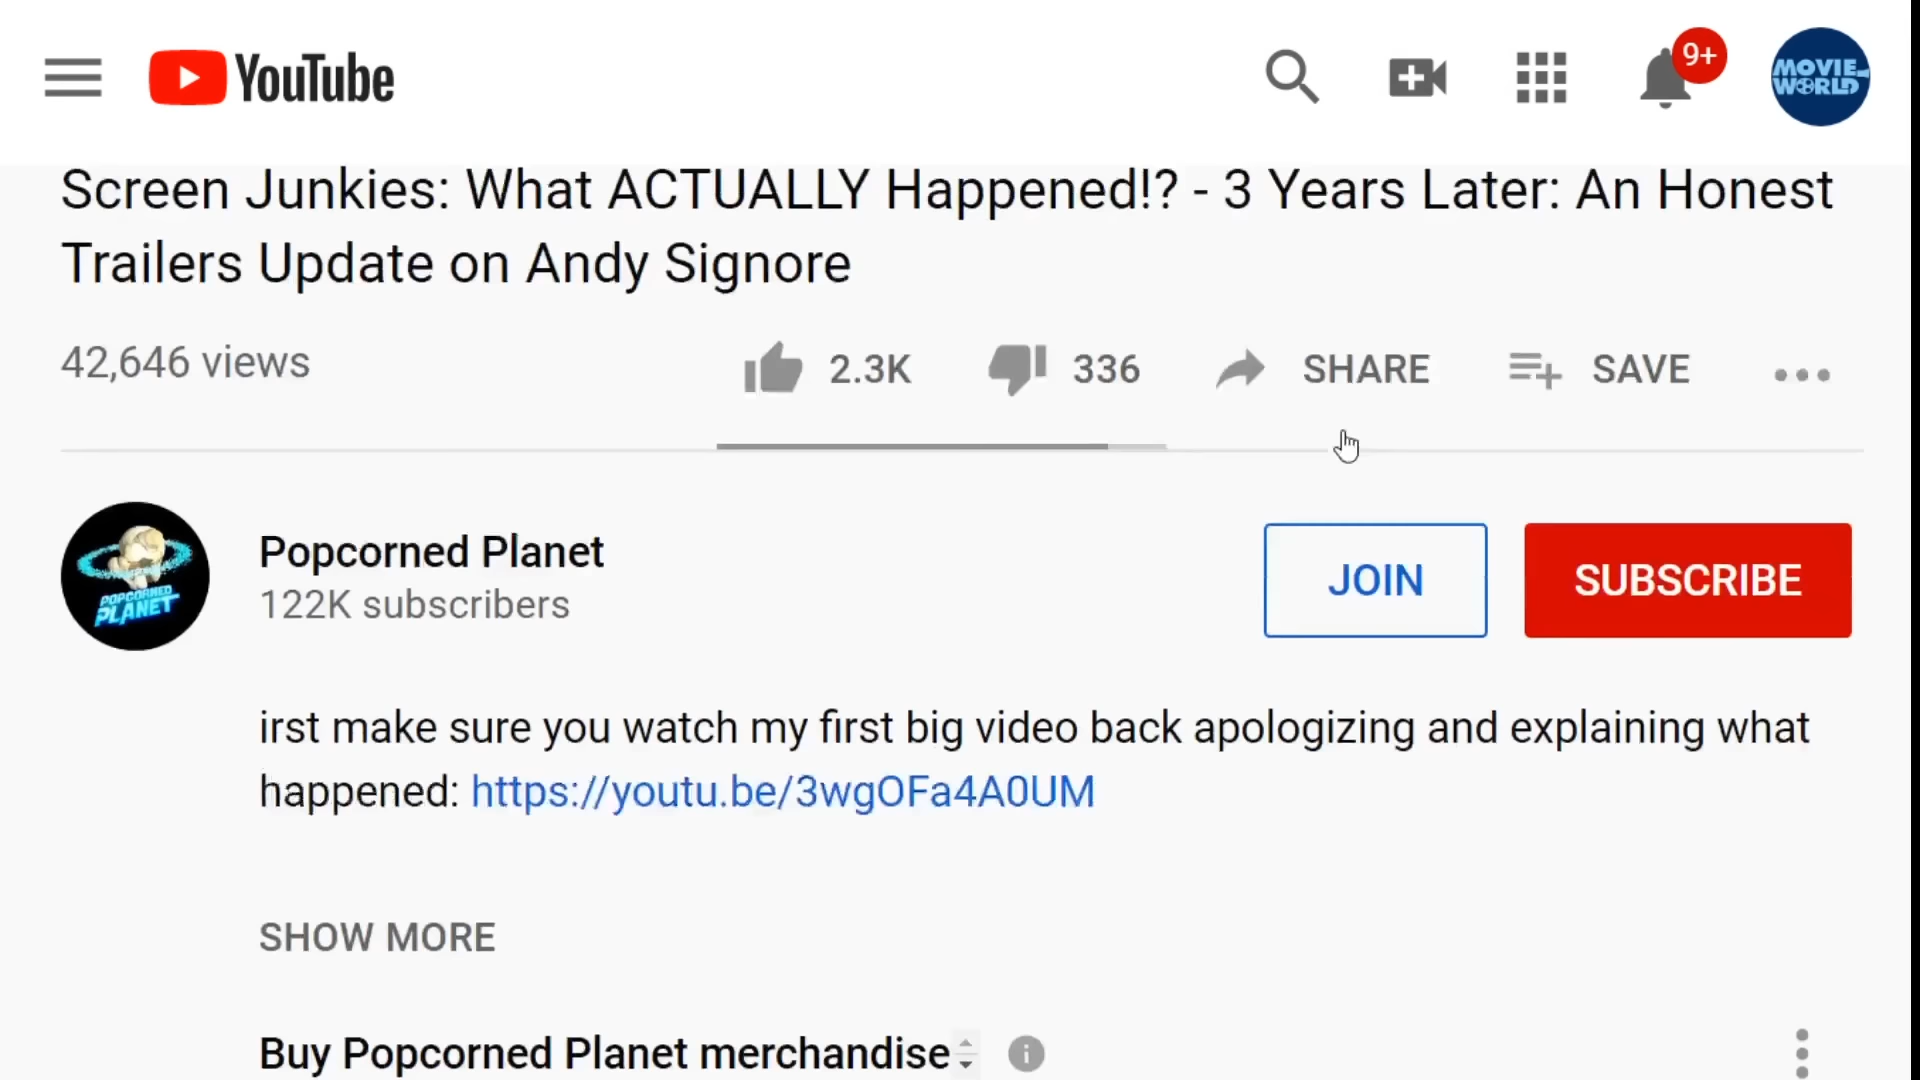 YouTube
9+
MOVIE-
WORLD
Screen Junkies: What ACTUALLY Happened!? - 3 Years Later: An Honest
Trailers Update on Andy Signore
42,646 views
2.3K
336
SHARE
SAVE
Popcorned Planet
122K subscribers
JOIN
SUBSCRIBE
POPCORNED
PLANET
irst make sure you watch my first big video back apologizing and explaining what
happened: https://youtu.be/3wgOFa4A0UM
SHOW MORE
Buy Popcorned Planet merchandise